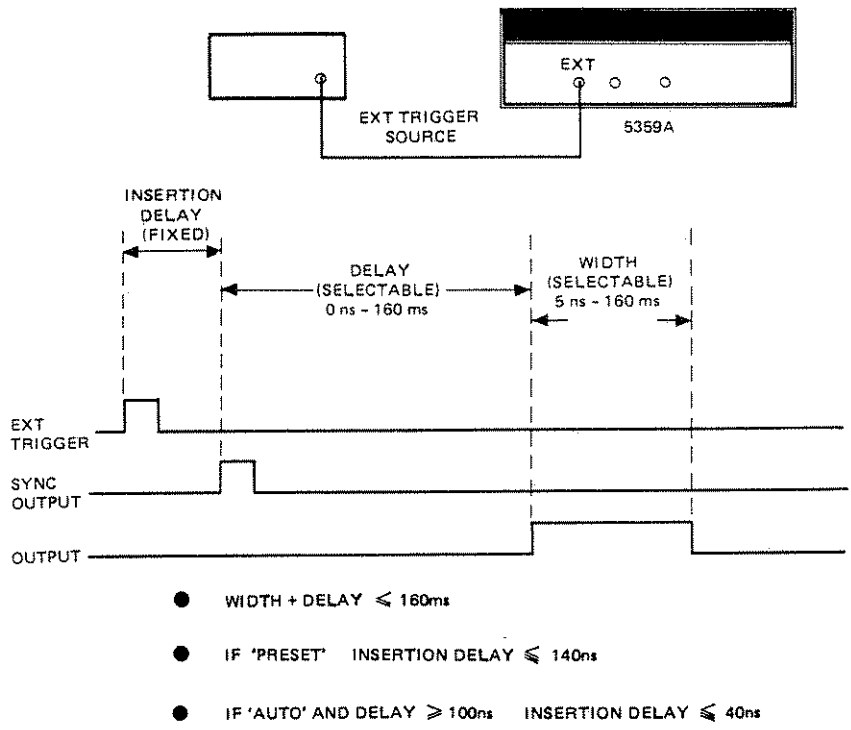 EXT
EXT TRIGGER
SOURCE
5359A
INSERTION
DELAY
(FIXED)
DELAY
(SELECTABLE)
0 ns - 160 ms
WIDTH
(SELECTABLE)
5 ns - 160 ms
EXT
TRIGGER
SYNC
OUTPUT
OUTPUT
● WIDTH + DELAY ⩽ 160ms
● IF 'PRESET' INSERTION DELAY ⩽ 140ns
● IF 'AUTO' AND DELAY ⩾ 100ns INSERTION DELAY ⩽ 40ns